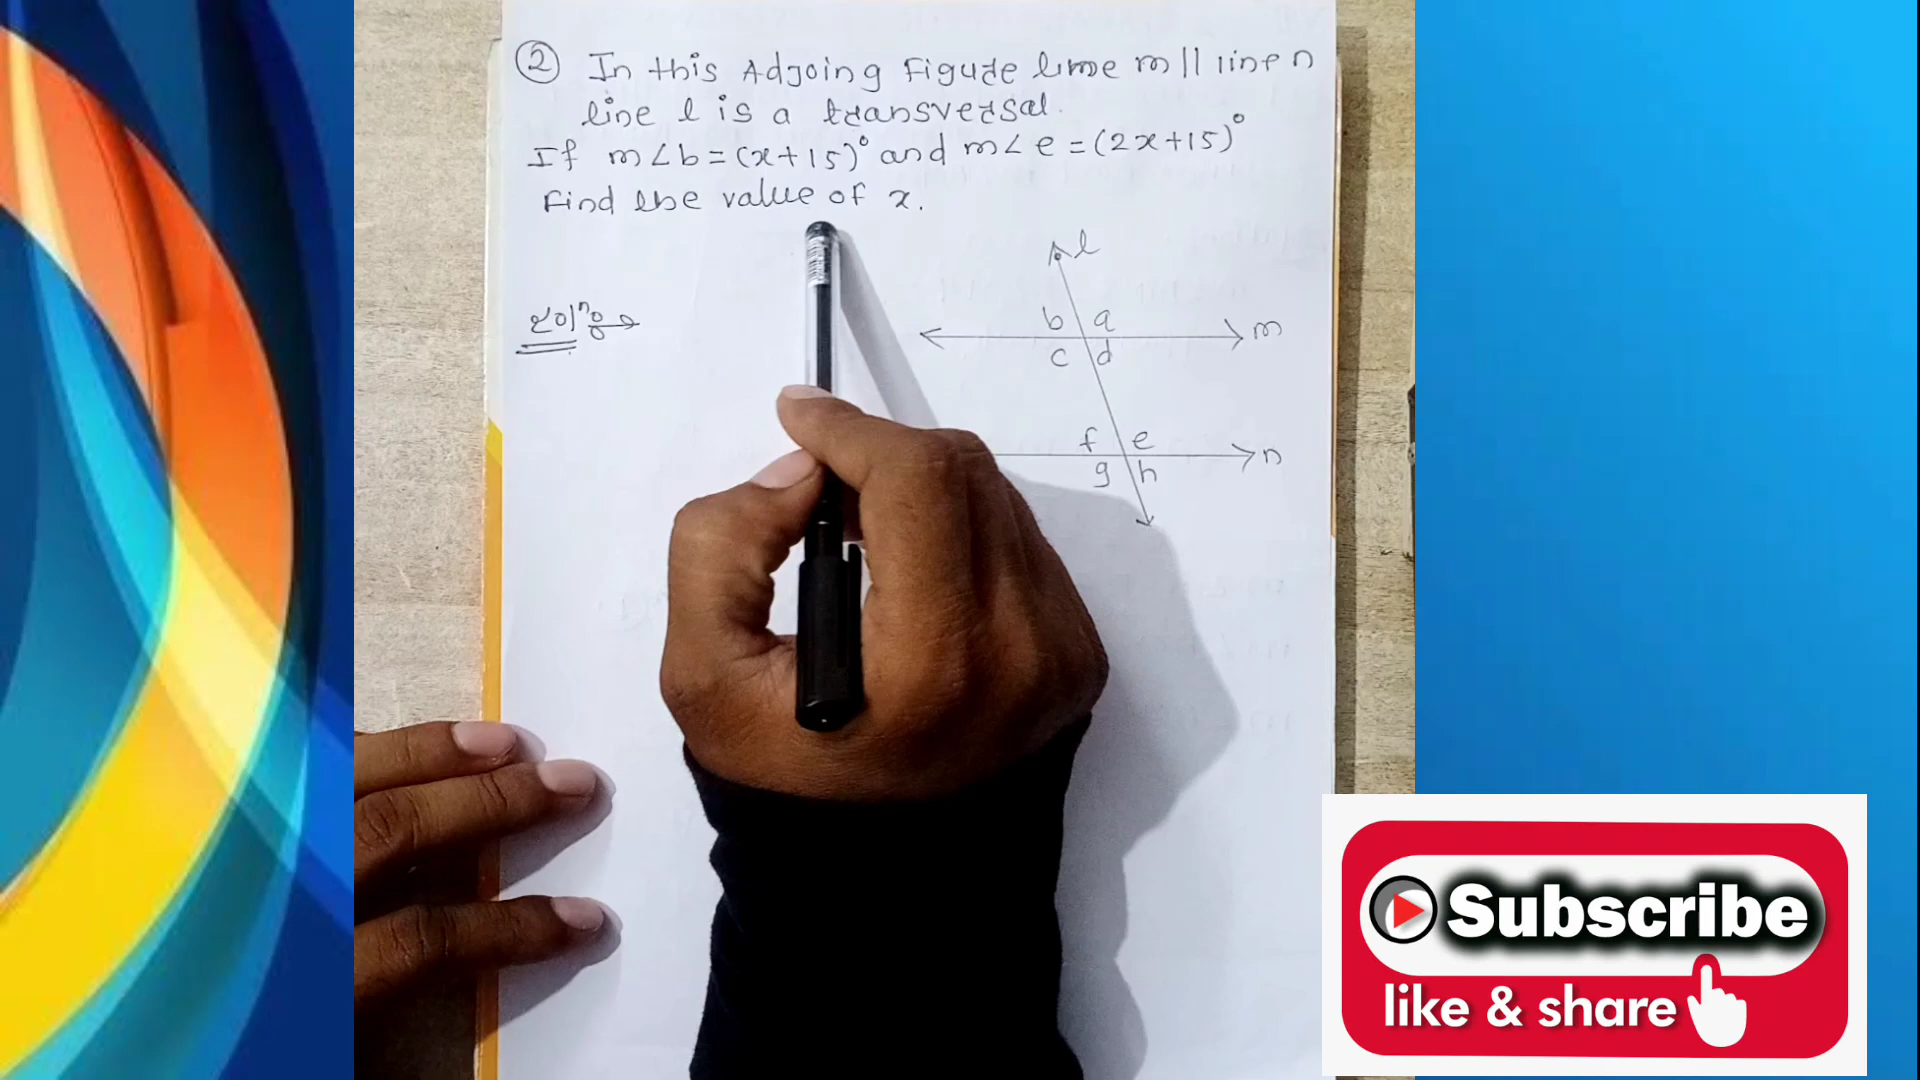 ② In this Adjoing Figure line m || line n
line l is a transversal.
If m∠b = (x+15)° and m∠e = (2x+15)°
Find the value of x.
l
solⁿ
b a
m
c d
f e
n
g h
Subscribe
like & share